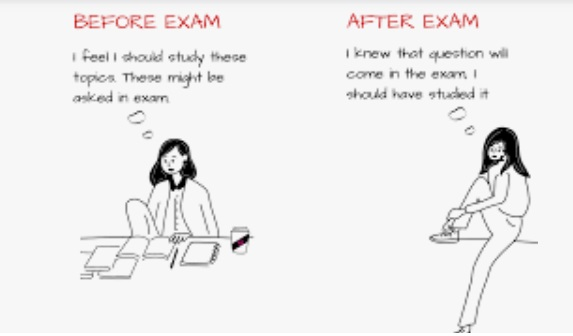 BEFORE EXAM
I feel I should study these
topics. These might be
asked in exam.
AFTER EXAM
I knew that question will
come in the exam, I
should have studied it